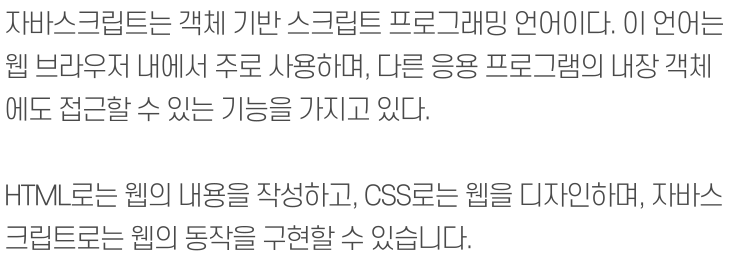 자바스크립트는 객체 기반 스크립트 프로그래밍 언어이다. 이 언어는
웹 브라우저 내에서 주로 사용하며, 다른 응용 프로그램의 내장 객체
에도 접근할 수 있는 기능을 가지고 있다.
HTML로는 웹의 내용을 작성하고, CSS로는 웹을 디자인하며, 자바스
크립트로는 웹의 동작을 구현할 수 있습니다.